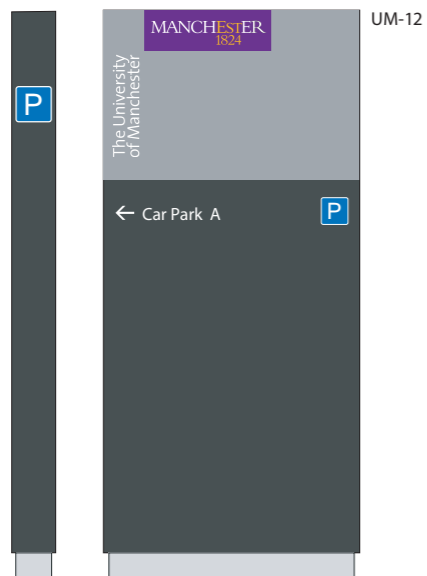 P
MANCHESTER
1824
The University
of Manchester
UM-12
← Car Park A
P